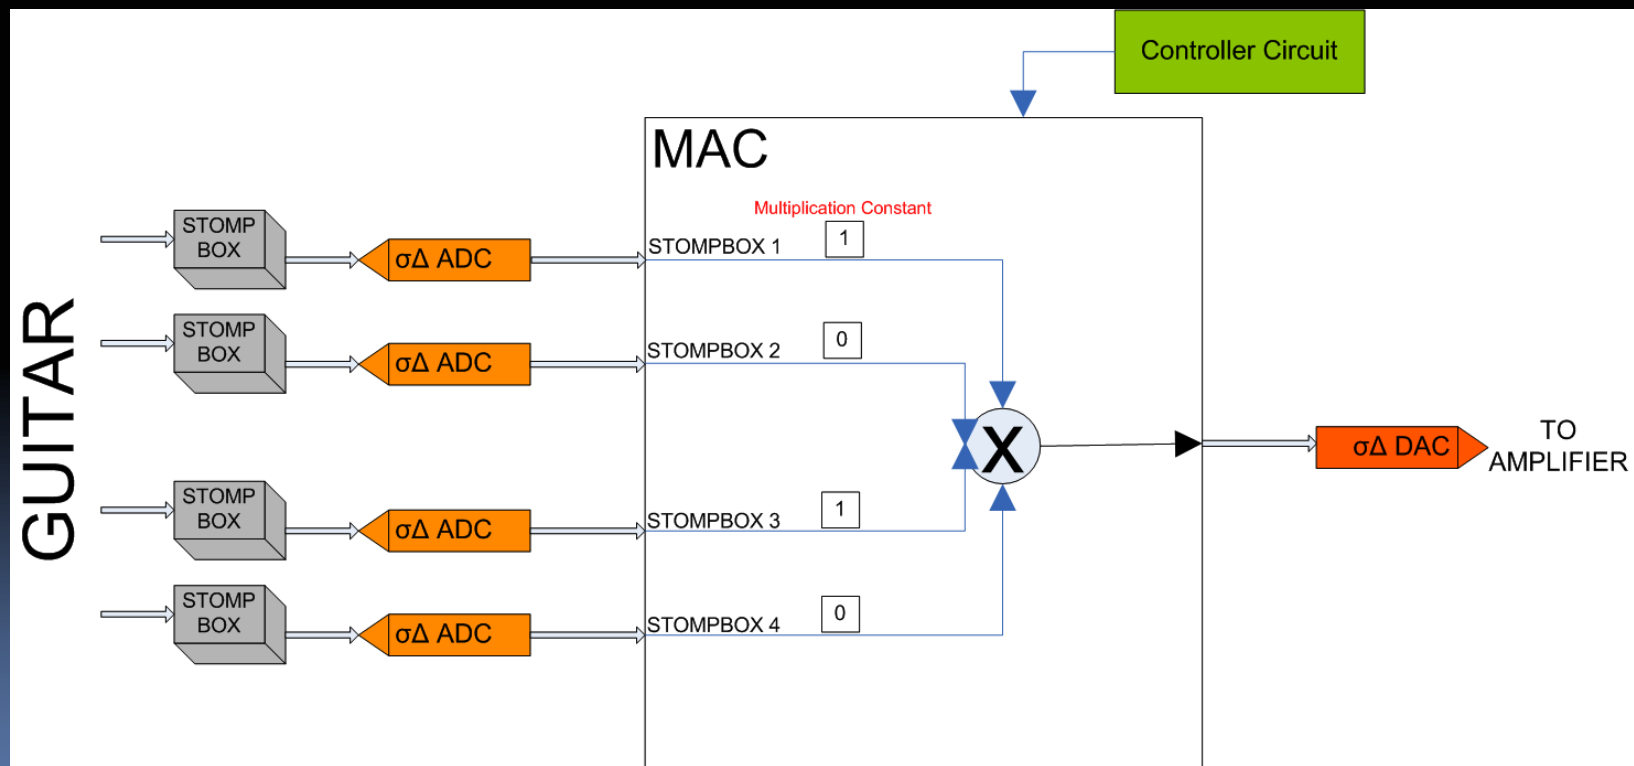 Controller Circuit
MAC
Multiplication Constant
GUITAR
STOMP
BOX
σΔ ADC
STOMPBOX 1
1
STOMP
BOX
σΔ ADC
STOMPBOX 2
0
X
σΔ DAC
TO
AMPLIFIER
STOMP
BOX
σΔ ADC
STOMPBOX 3
1
STOMP
BOX
σΔ ADC
STOMPBOX 4
0